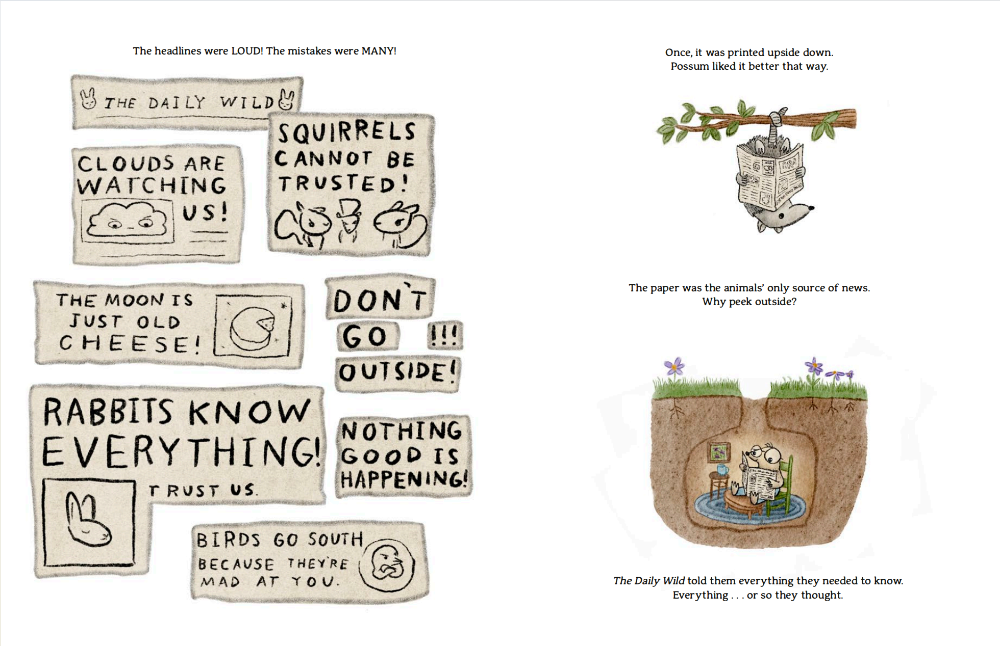 The headlines were LOUD! The mistakes were MANY!
THE DAILY WILD
SQUIRRELS
CANNOT BE
TRUSTED!
CLOUDS ARE
WATCHING
US!
THE MOON IS
JUST OLD
CHEESE!
DON'T
GO !!!
OUTSIDE!
RABBITS KNOW
EVERYTHING!
TRUST US.
NOTHING
GOOD IS
HAPPENING!
BIRDS GO SOUTH
BECAUSE THEY'RE
MAD AT YOU.
Once, it was printed upside down.
Possum liked it better that way.
The paper was the animals’ only source of news.
Why peek outside?
The Daily Wild told them everything they needed to know.
Everything . . . or so they thought.